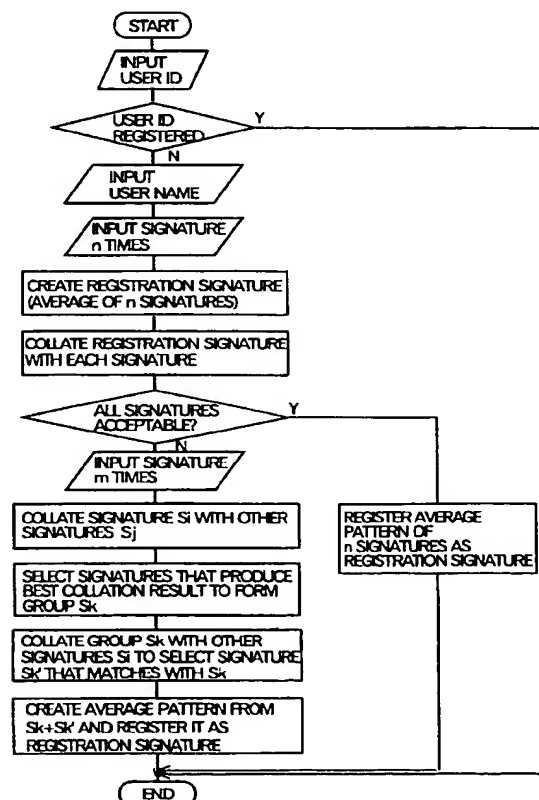 START
INPUT
USER ID
USER ID
REGISTERED
Y
N
INPUT
USER NAME
INPUT SIGNATURE
n TIMES
CREATE REGISTRATION SIGNATURE
(AVERAGE OF n SIGNATURES)
COLLATE REGISTRATION SIGNATURE
WITH EACH SIGNATURE
ALL SIGNATURES
ACCEPTABLE?
Y
N
INPUT SIGNATURE
m TIMES
COLLATE SIGNATURE Si WITH OTHER
SIGNATURES Sj
REGISTER AVERAGE
PATTERN OF
n SIGNATURES AS
REGISTRATION SIGNATURE
SELECT SIGNATURES THAT PRODUCE
BEST COLLATION RESULT TO FORM
GROUP Sk
COLLATE GROUP Sk WITH OTHER
SIGNATURES Si TO SELECT SIGNATURE
Sk' THAT MATCHES WITH Sk
CREATE AVERAGE PATTERN FROM
Sk+Sk' AND REGISTER IT AS
REGISTRATION SIGNATURE
END